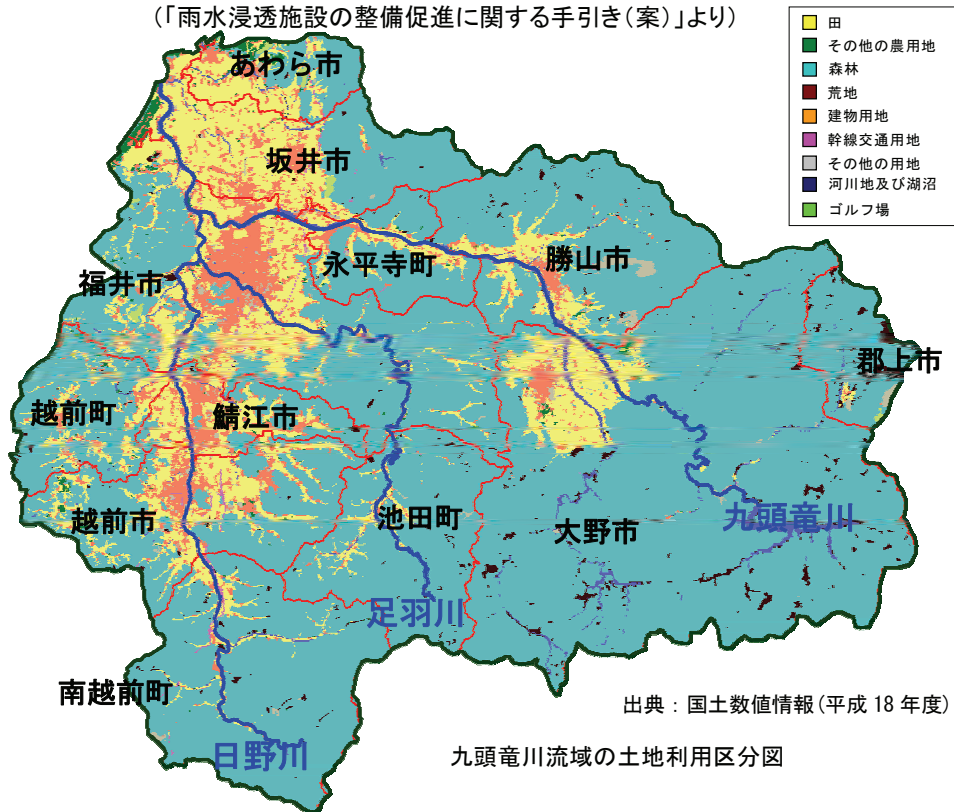 (「雨水浸透施設の整備促進に関する手引き(案)」より)
田
その他の農用地
森林
荒地
建物用地
幹線交通用地
その他の用地
河川地及び湖沼
ゴルフ場
あわら市
坂井市
永平寺町
勝山市
福井市
郡上市
越前町
鯖江市
越前市
池田町
大野市
九頭竜川
足羽川
南越前町
日野川
出典:国土数値情報(平成 18 年度)
九頭竜川流域の土地利用区分図